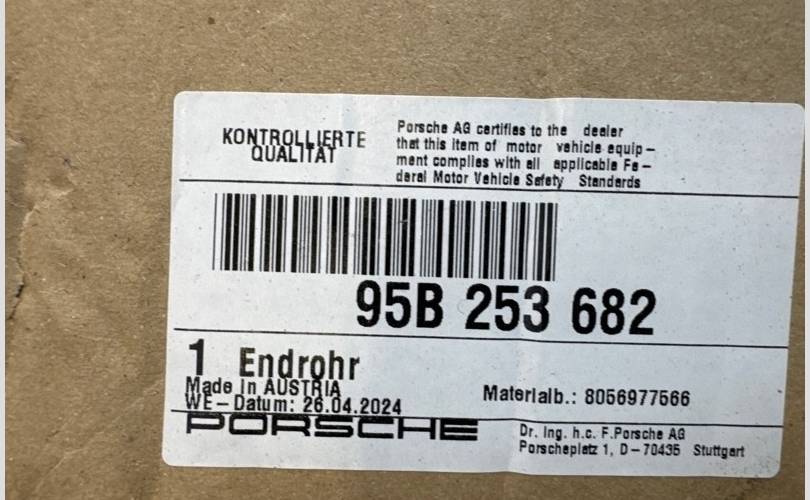 KONTROLLIERTE
QUALITÄT
Porsche AG certifies to the dealer
that this item of motor vehicle equip-
ment complies with all applicable Fe-
deral Motor Vehicle Safety Standards
95B 253 682
1 Endrohr
Made in AUSTRIA
WE-Datum: 26.04.2024
Materialb.: 8056977566
PORSCHE
Dr. Ing. h.c. F.Porsche AG
Porscheplatz 1, D-70435 Stuttgart